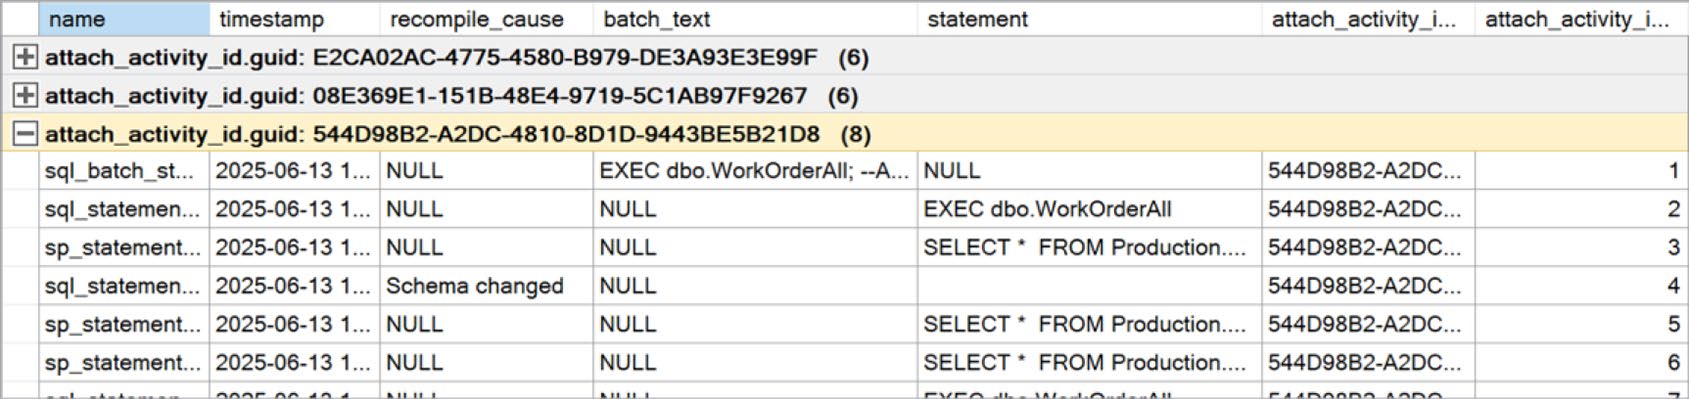 name timestamp recompile_cause batch_text statement attach_activity_i... attach_activity_i...
attach_activity_id.guid: E2CA02AC-4775-4580-B979-DE3A93E3E99F (6)
attach_activity_id.guid: 08E369E1-151B-48E4-9719-5C1AB97F9267 (6)
attach_activity_id.guid: 544D98B2-A2DC-4810-8D1D-9443BE5B21D8 (8)
sql_batch_st... 2025-06-13 1... NULL EXEC dbo.WorkOrderAll; --A... NULL 544D98B2-A2DC... 1
sql_statemen... 2025-06-13 1... NULL NULL EXEC dbo.WorkOrderAll 544D98B2-A2DC... 2
sp_statement... 2025-06-13 1... NULL NULL SELECT * FROM Production.... 544D98B2-A2DC... 3
sql_statemen... 2025-06-13 1... Schema changed NULL 544D98B2-A2DC... 4
sp_statement... 2025-06-13 1... NULL NULL SELECT * FROM Production.... 544D98B2-A2DC... 5
sp_statement... 2025-06-13 1... NULL NULL SELECT * FROM Production.... 544D98B2-A2DC... 6